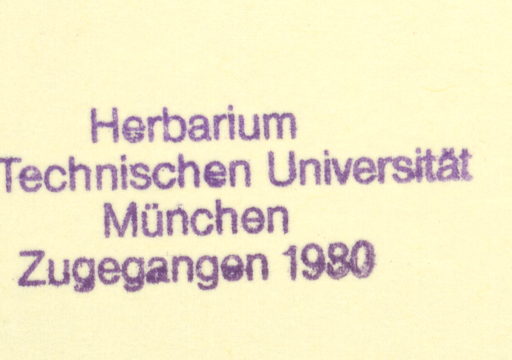 Herbarium
Technischen Universität
München
Zugegangen 1980